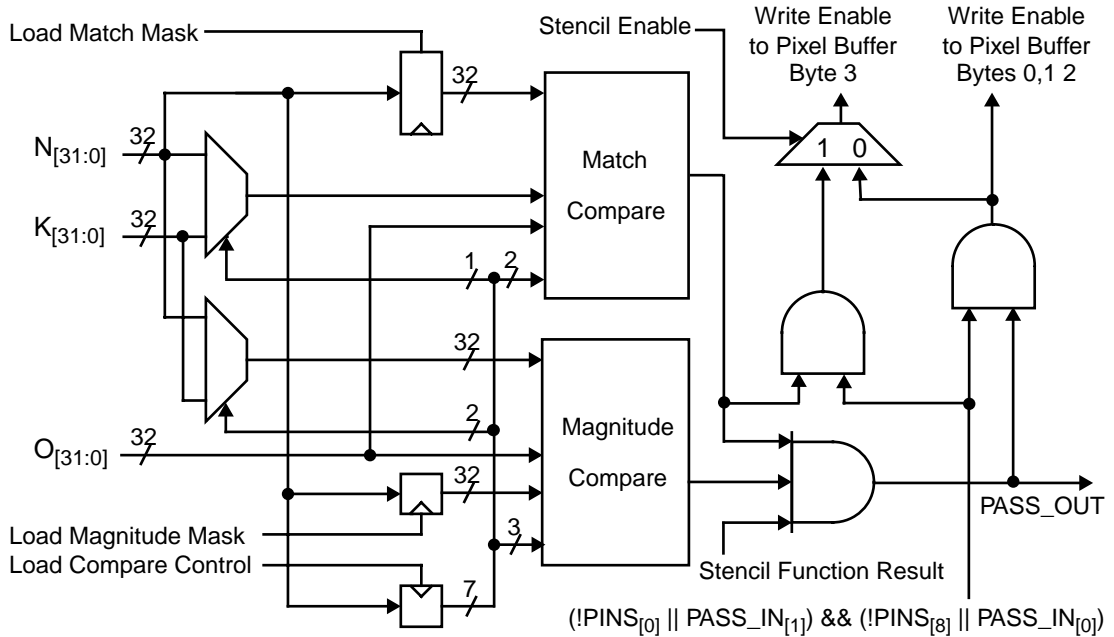 Load Match Mask
Stencil Enable
Write Enable
to Pixel Buffer
Byte 3
Write Enable
to Pixel Buffer
Bytes 0,1 2
32
N[31:0]
32
1 0
Match
Compare
K[31:0]
32
1
2
32
Magnitude
Compare
2
O[31:0]
32
32
PASS_OUT
Load Magnitude Mask
3
Load Compare Control
Stencil Function Result
7
(!PINS[0] || PASS_IN[1]) && (!PINS[8] || PASS_IN[0])